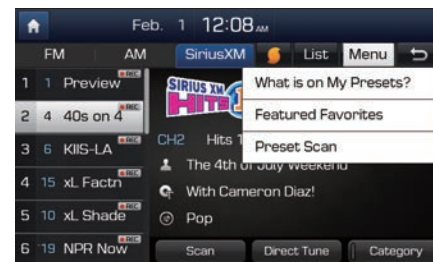 Feb. 1 12:08 AM
FM AM SiriusXM List Menu
1 1 Preview REC
2 4 40s on 4 REC
3 6 KIIS-LA REC
4 15 xL Factn REC
5 10 xL Shade REC
6 19 NPR Now REC
SIRIUS XM
HITS 1
CH2 Hits 1
The 4th of July Weekend
With Cameron Diaz!
Pop
What is on My Presets?
Featured Favorites
Preset Scan
Scan Direct Tune Category